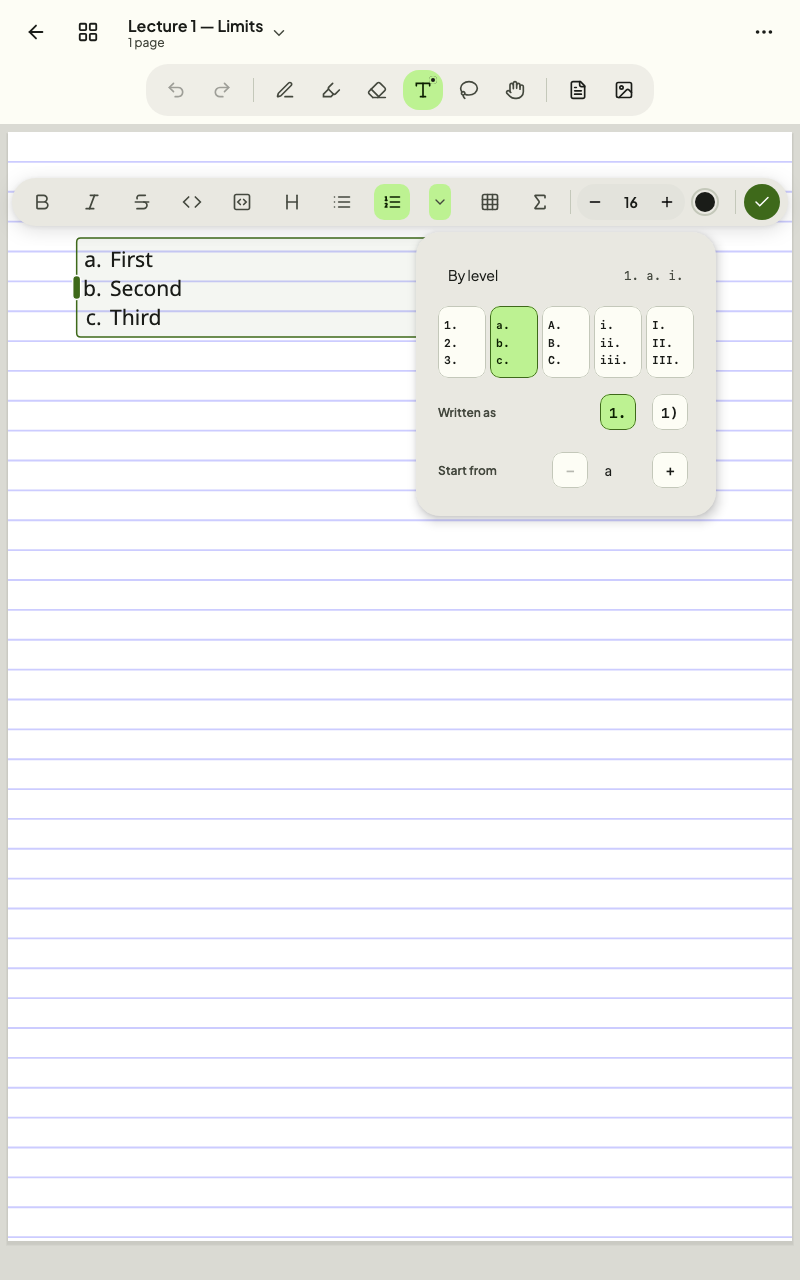 Lecture 1 — Limits
1 page
16
a. First
b. Second
c. Third
By level 1. a. i.
1. a. A. i. I.
2. b. B. ii. II.
3. c. C. iii. III.
Written as 1. 1)
Start from − a +